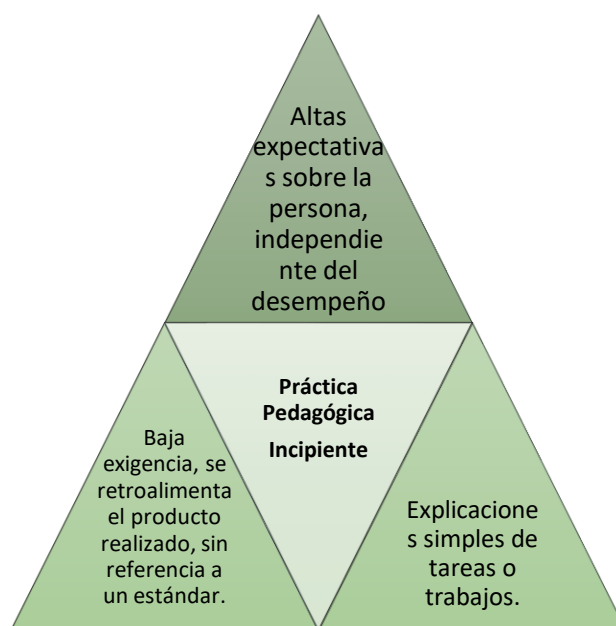 Altas
expectativa
s sobre la
persona,
independie
nte del
desempeño
Práctica
Pedagógica
Incipiente
Baja
exigencia, se
retroalimenta
el producto
realizado, sin
referencia a
un estándar.
Explicacione
s simples de
tareas o
trabajos.